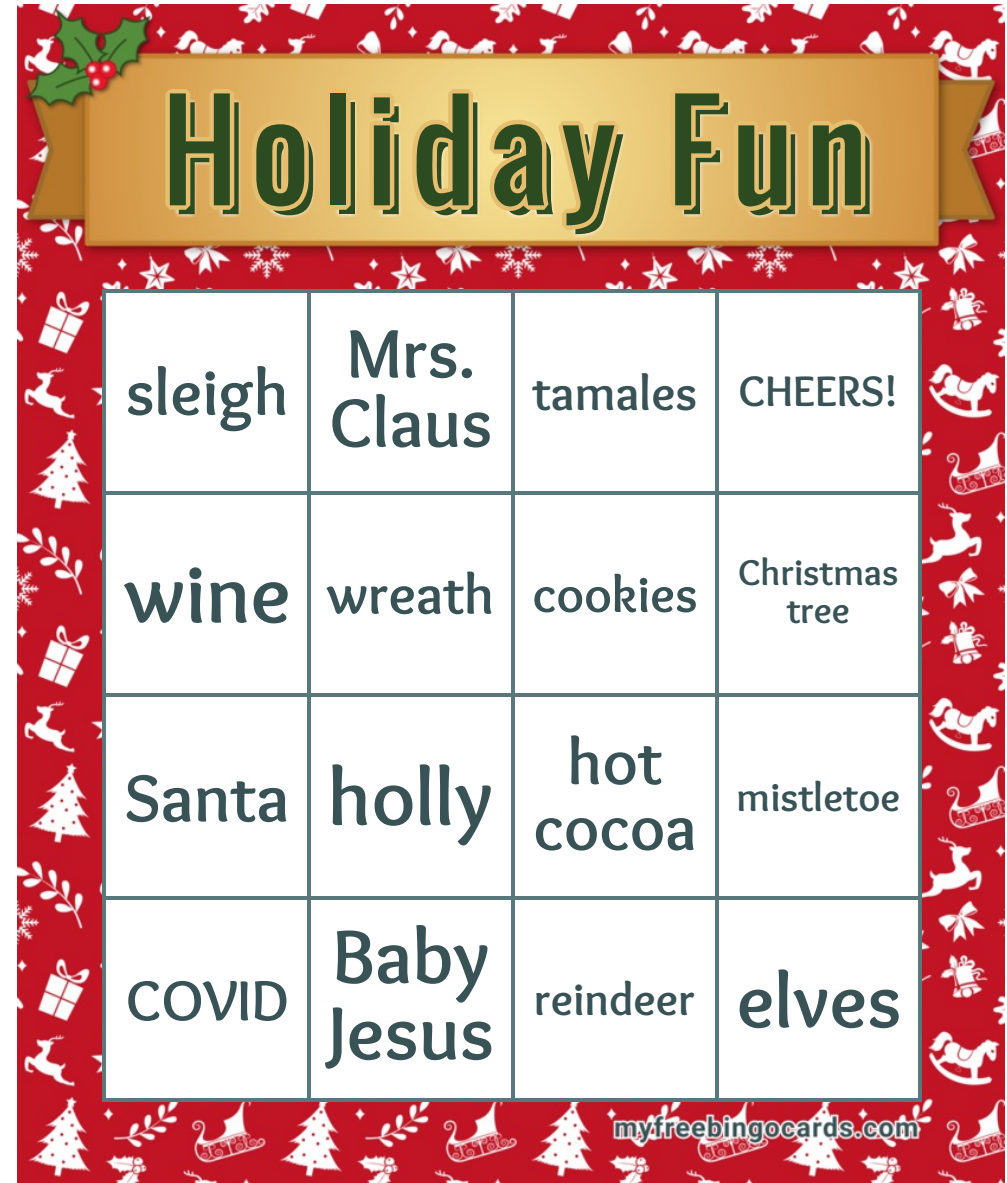 Holiday Fun
sleigh
Mrs.
Claus
tamales
CHEERS!
wine
wreath
cookies
Christmas
tree
Santa
holly
hot
cocoa
mistletoe
COVID
Baby
Jesus
reindeer
elves
myfreebingocards.com